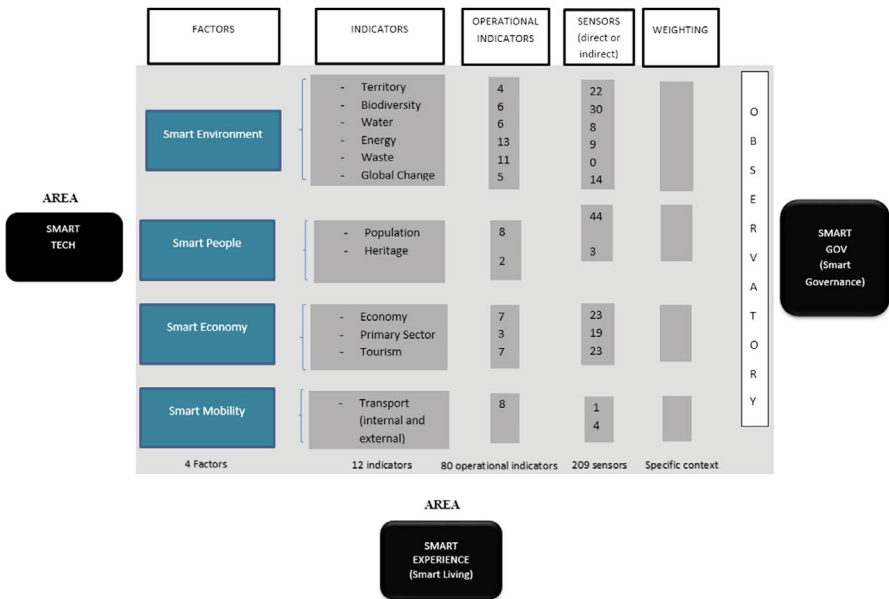 FACTORS
INDICATORS
OPERATIONAL
INDICATORS
SENSORS
(direct or
indirect)
WEIGHTING
Smart Environment
- Territory
- Biodiversity
- Water
- Energy
- Waste
- Global Change
4
6
6
13
11
5
22
30
8
9
0
14
AREA
SMART
TECH
Smart People
- Population
- Heritage
8
2
44
3
Smart Economy
- Economy
- Primary Sector
- Tourism
7
3
7
23
19
23
Smart Mobility
- Transport
(internal and
external)
8
1
4
OBSERVATORY
SMART
GOV
(Smart
Governance)
4 Factors
12 indicators
80 operational indicators
209 sensors
Specific context
AREA
SMART
EXPERIENCE
(Smart Living)